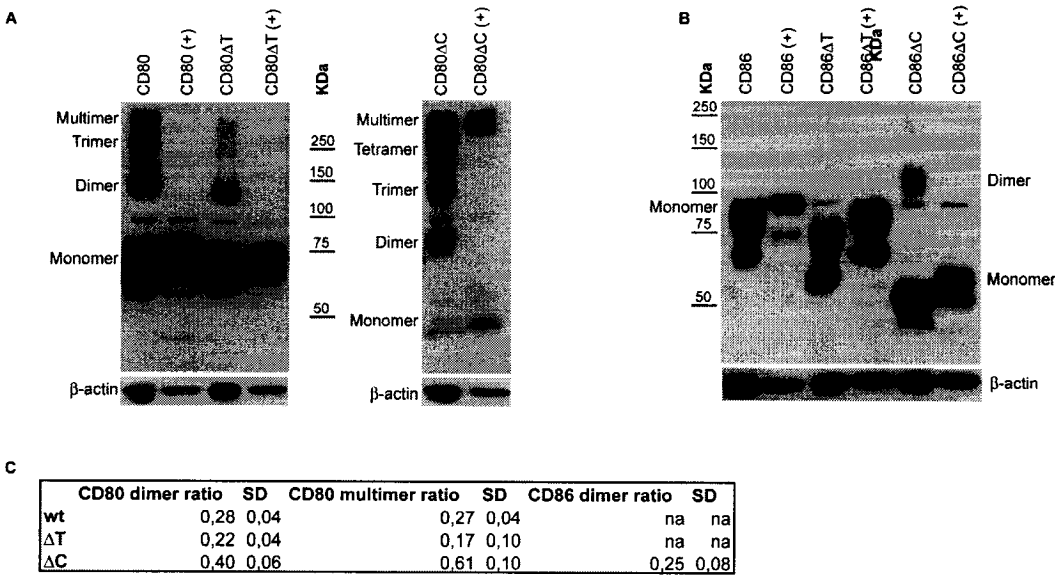 A
CD80
CD80 (+)
CD80ΔT
CD80ΔT (+)
KDa
CD80ΔC
CD80ΔC (+)
Multimer
Trimer
Dimer
Monomer
β-actin
250
150
100
75
50
Multimer
Tetramer
Trimer
Dimer
Monomer
β-actin
B
KDa
CD86
CD86 (+)
CD86ΔT
CD86ΔT (+)
KDa
CD86ΔC
CD86ΔC (+)
250
150
100
Monomer
75
50
Dimer
Monomer
β-actin
C
CD80 dimer ratio SD CD80 multimer ratio SD CD86 dimer ratio SD
wt 0,28 0,04 0,27 0,04 na na
ΔT 0,22 0,04 0,17 0,10 na na
ΔC 0,40 0,06 0,61 0,10 0,25 0,08